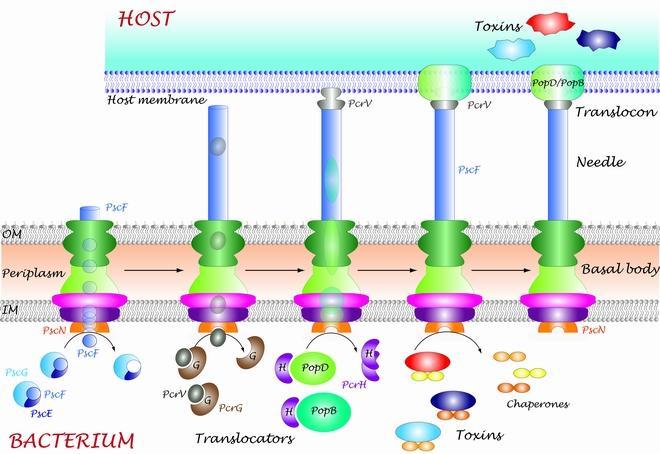 HOST
Toxins
PopD/PopB
Host membrane
PcrV
PcrV
Translocon
PscF
Needle
PscF
OM
Periplasm
Basal body
IM
PscN
PscN
PscF
PscG
PscF
PscE
G
G
PcrV
G
PcrG
H
PopD
H
PcrH
H
PopB
Chaperones
BACTERIUM
Translocators
Toxins